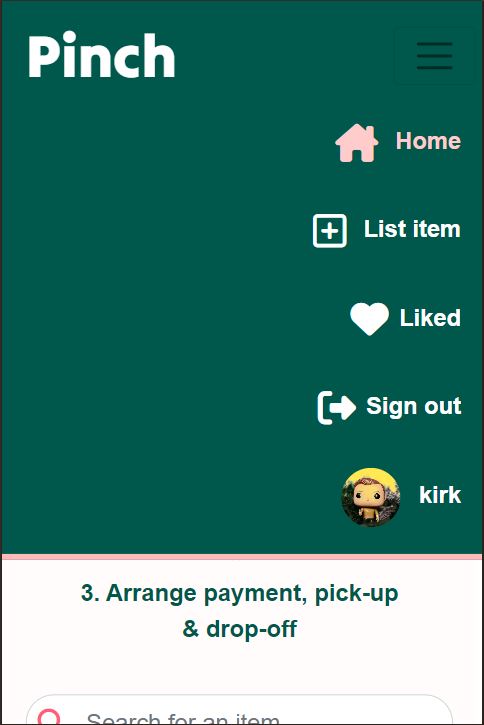 Pinch
Home
List item
Liked
Sign out
kirk
3. Arrange payment, pick-up
& drop-off
Search for an item